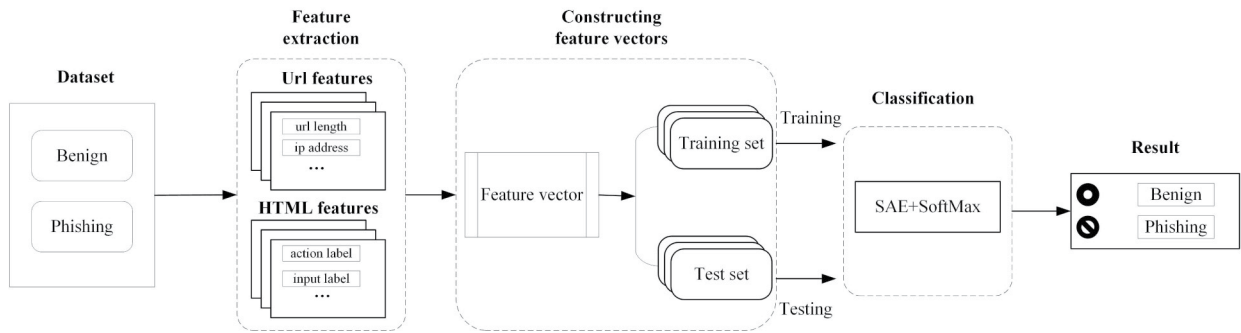 Dataset
Benign
Phishing
Feature
extraction
Url features
url length
ip address
...
HTML features
action label
input label
...
Constructing
feature vectors
Feature vector
Training set
Test set
Training
Testing
Classification
SAE+SoftMax
Result
Benign
Phishing